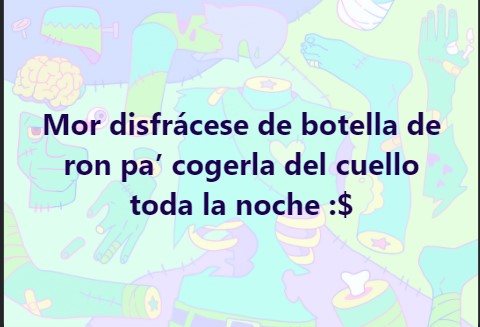 Mor disfrácese de botella de
ron pa’ cogerla del cuello
toda la noche :$